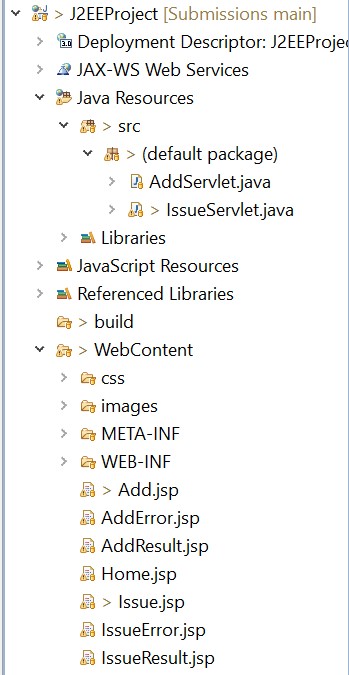 > J2EEProject [Submissions main]
Deployment Descriptor: J2EEProje
JAX-WS Web Services
Java Resources
> src
> (default package)
AddServlet.java
> IssueServlet.java
Libraries
JavaScript Resources
Referenced Libraries
> build
> WebContent
css
images
META-INF
WEB-INF
> Add.jsp
AddError.jsp
AddResult.jsp
Home.jsp
> Issue.jsp
IssueError.jsp
IssueResult.jsp